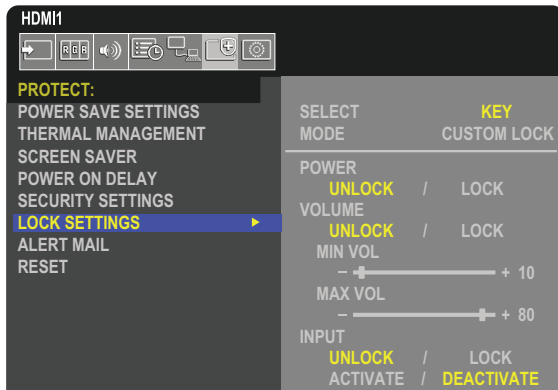 HDMI1
R G B
PROTECT:
POWER SAVE SETTINGS
THERMAL MANAGEMENT
SCREEN SAVER
POWER ON DELAY
SECURITY SETTINGS
LOCK SETTINGS
ALERT MAIL
RESET
SELECT KEY
MODE CUSTOM LOCK
POWER
UNLOCK / LOCK
VOLUME
UNLOCK / LOCK
MIN VOL
− + 10
MAX VOL
− + 80
INPUT
UNLOCK / LOCK
ACTIVATE / DEACTIVATE